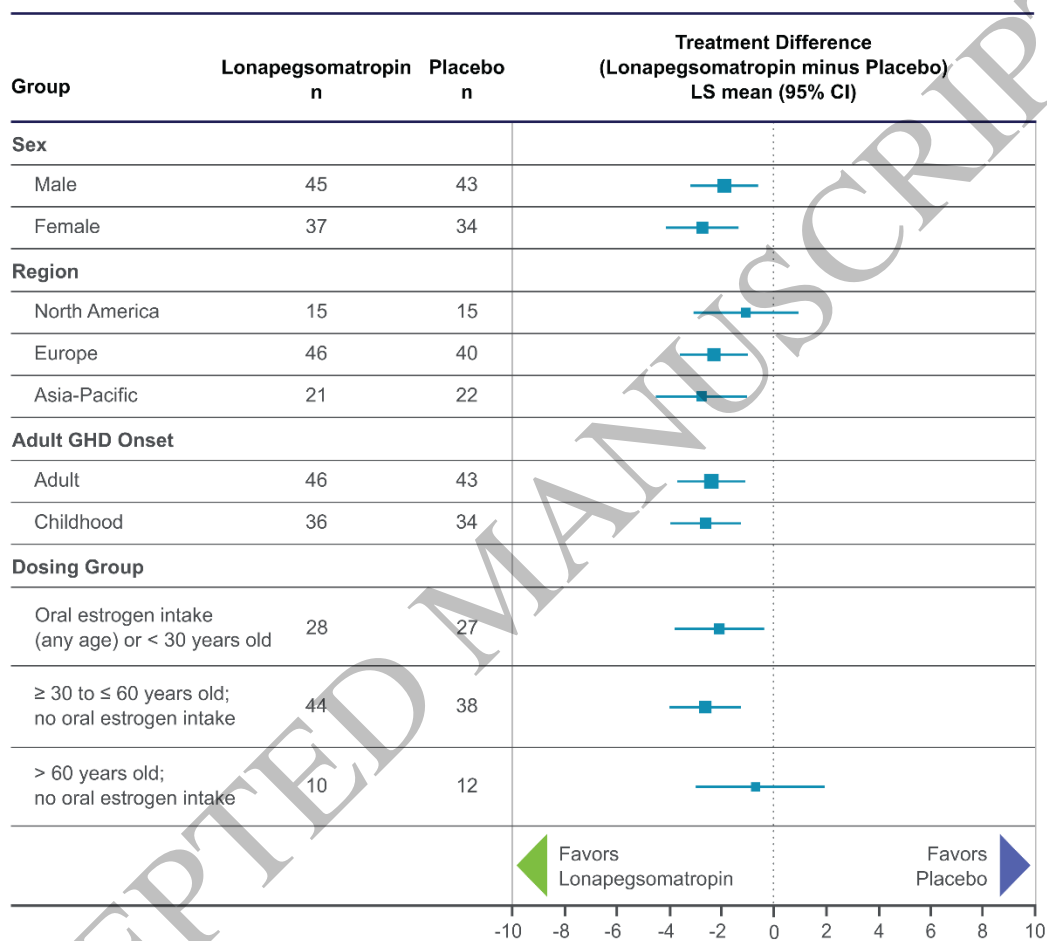 Treatment Difference
Lonapegsomatropin Placebo (Lonapegsomatropin minus Placebo)
Group n n LS mean (95% CI)
Sex
Male 45 43
Female 37 34
Region
North America 15 15
Europe 46 40
Asia-Pacific 21 22
Adult GHD Onset
Adult 46 43
Childhood 36 34
Dosing Group
Oral estrogen intake
(any age) or < 30 years old 28 27
≥ 30 to ≤ 60 years old;
no oral estrogen intake 44 38
> 60 years old;
no oral estrogen intake 10 12
Favors Favors
Lonapegsomatropin Placebo
-10 -8 -6 -4 -2 0 2 4 6 8 10
EPTED MANUSCRIPT